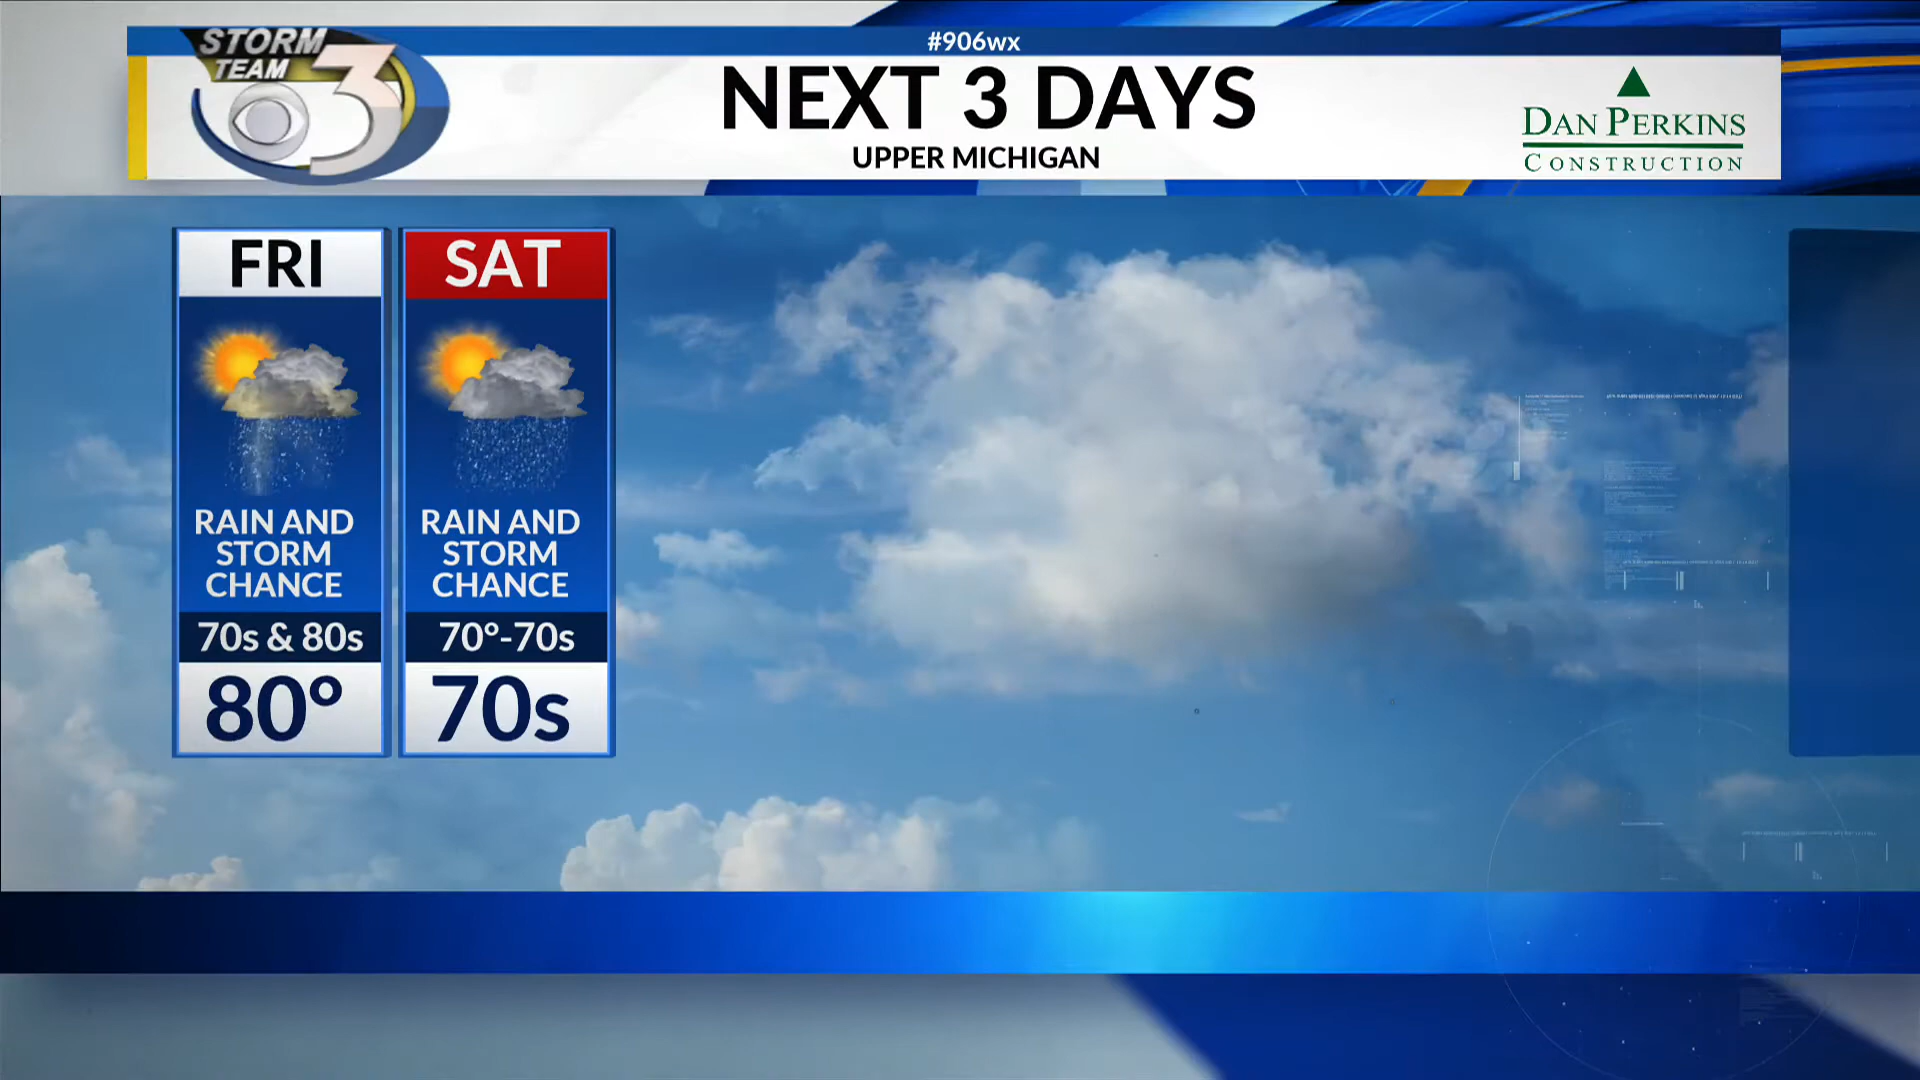 #906wx
STORM
TEAM
3
NEXT 3 DAYS
UPPER MICHIGAN
DAN PERKINS
CONSTRUCTION
FRI
RAIN AND
STORM
CHANCE
70s & 80s
80°
SAT
RAIN AND
STORM
CHANCE
70°-70s
70s